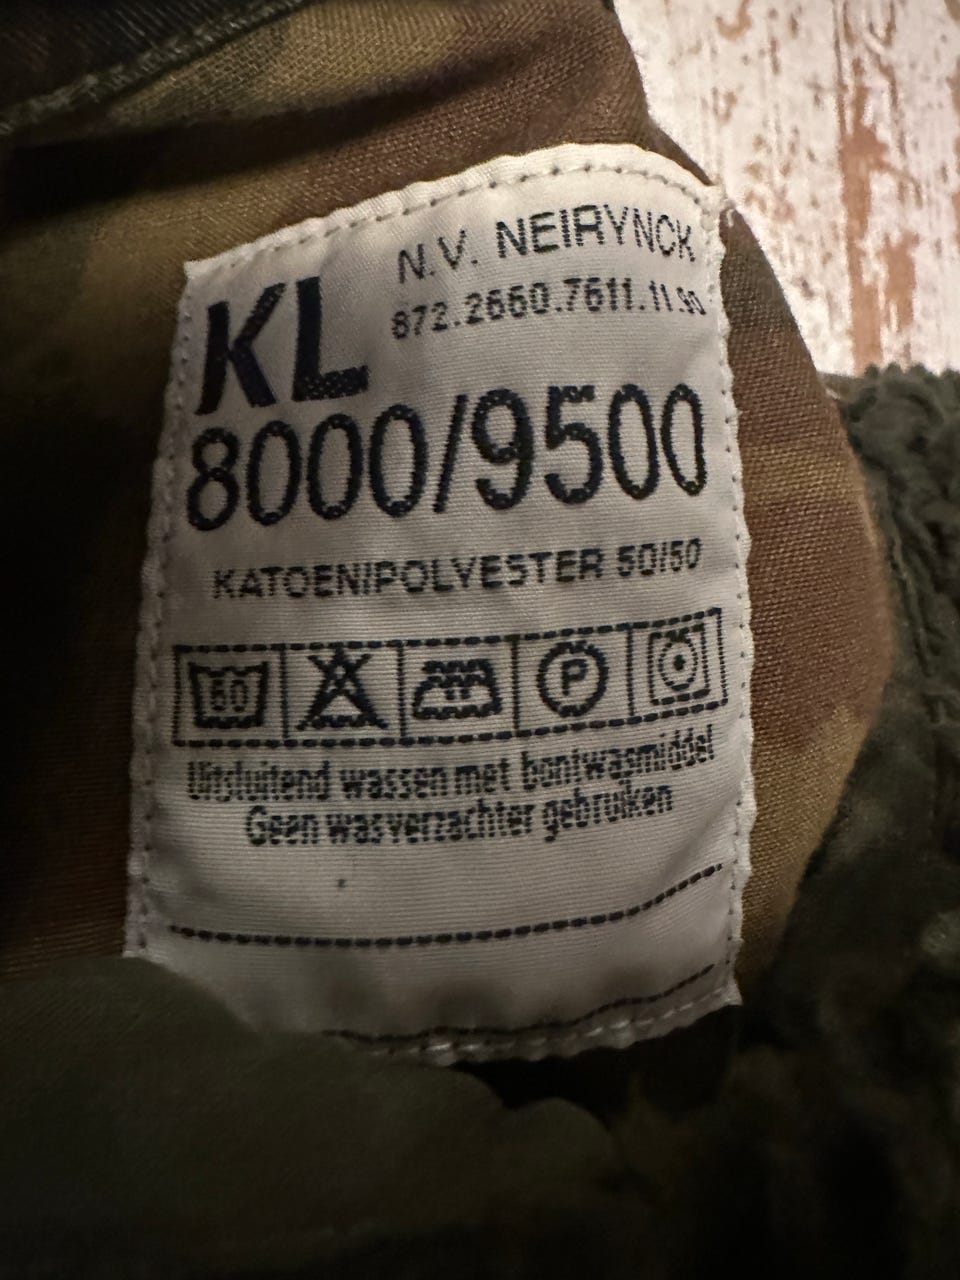 N.V. NEIRYNCK
KL 872.2660.7611.11.90
8000/9500
KATOEN/POLYESTER 50/50
60 P
Uitsluitend wassen met bontwasmiddel
Geen wasverzachter gebruiken